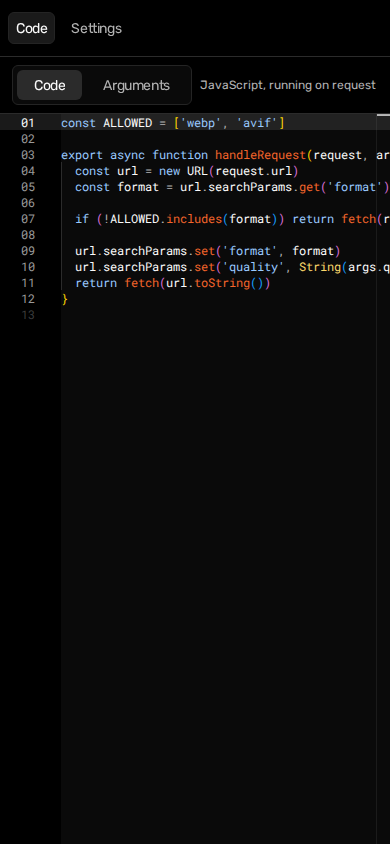 Code Settings
Code Arguments JavaScript, running on request
01 const ALLOWED = ['webp', 'avif']
02
03 export async function handleRequest(request, ar
04 const url = new URL(request.url)
05 const format = url.searchParams.get('format')
06
07 if (!ALLOWED.includes(format)) return fetch(r
08
09 url.searchParams.set('format', format)
10 url.searchParams.set('quality', String(args.q
11 return fetch(url.toString())
12 }
13